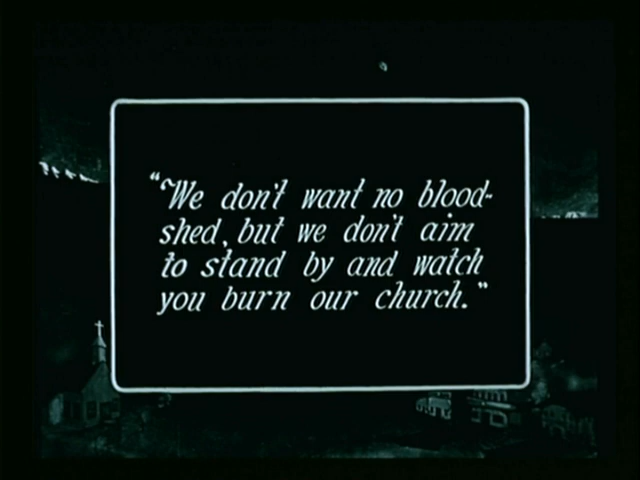 "We don't want no blood-
shed, but we don't aim
to stand by and watch
you burn our church."